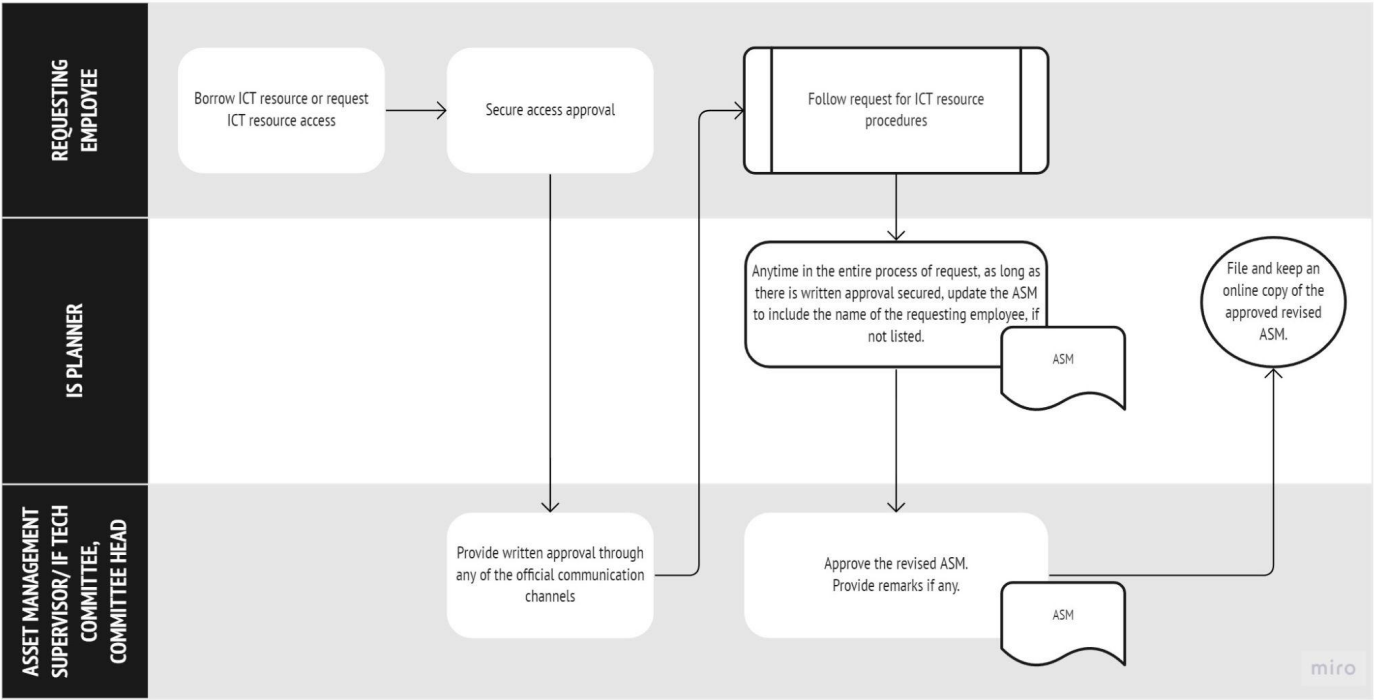 REQUESTING
EMPLOYEE
Borrow ICT resource or request
ICT resource access
Secure access approval
Follow request for ICT resource
procedures
IS PLANNER
Anytime in the entire process of request, as long as
there is written approval secured, update the ASM
to include the name of the requesting employee, if
not listed.
ASM
File and keep an
online copy of the
approved revised
ASM.
ASSET MANAGEMENT
SUPERVISOR/ IF TECH
COMMITTEE,
COMMITTEE HEAD
Provide written approval through
any of the official communication
channels
Approve the revised ASM.
Provide remarks if any.
ASM
miro